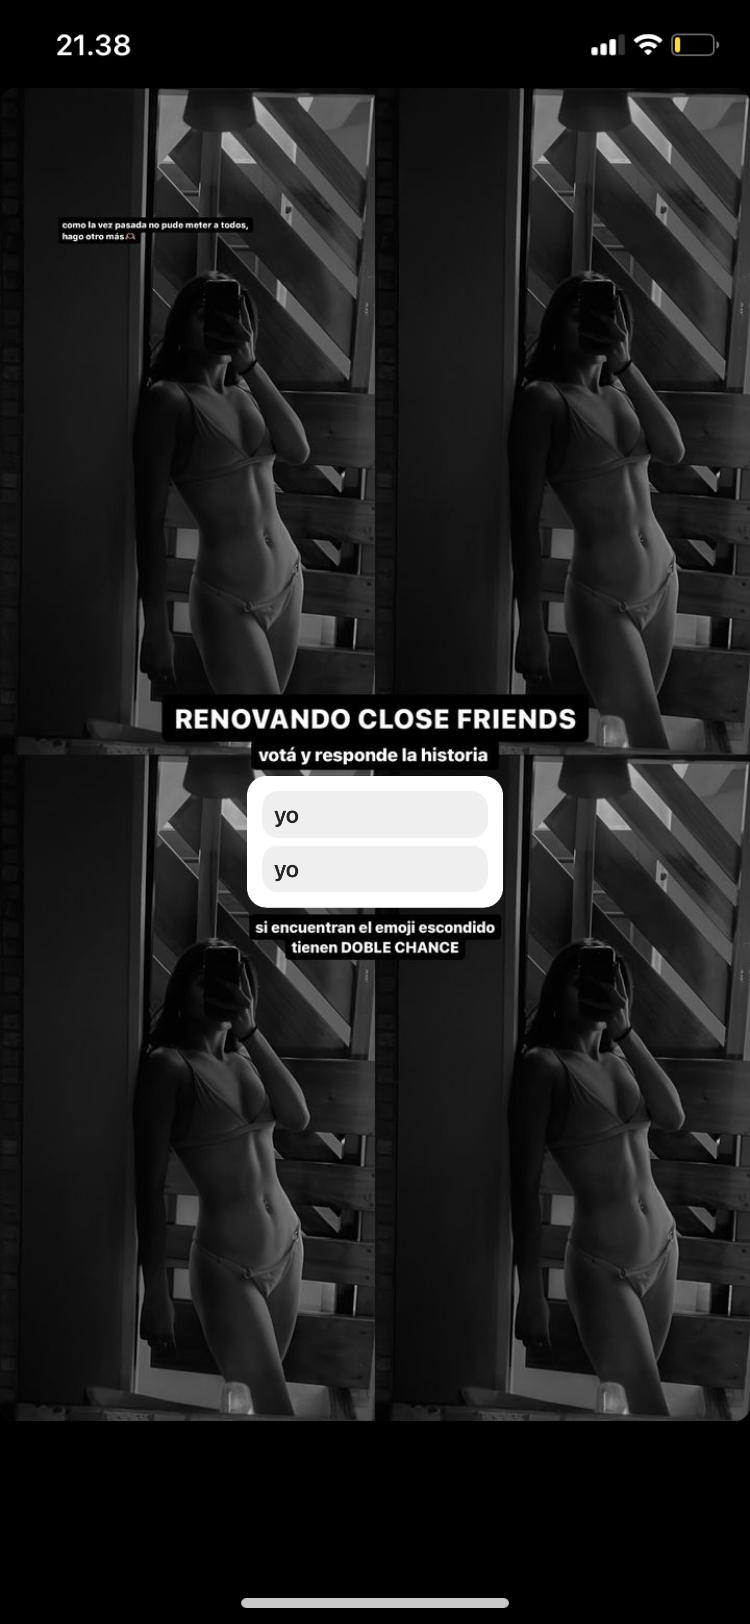 21.38
como la vez pasada no pude meter a todos,
hago otro más🫶🏼
RENOVANDO CLOSE FRIENDS
votá y responde la historia
yo
yo
si encuentran el emoji escondido
tienen DOBLE CHANCE